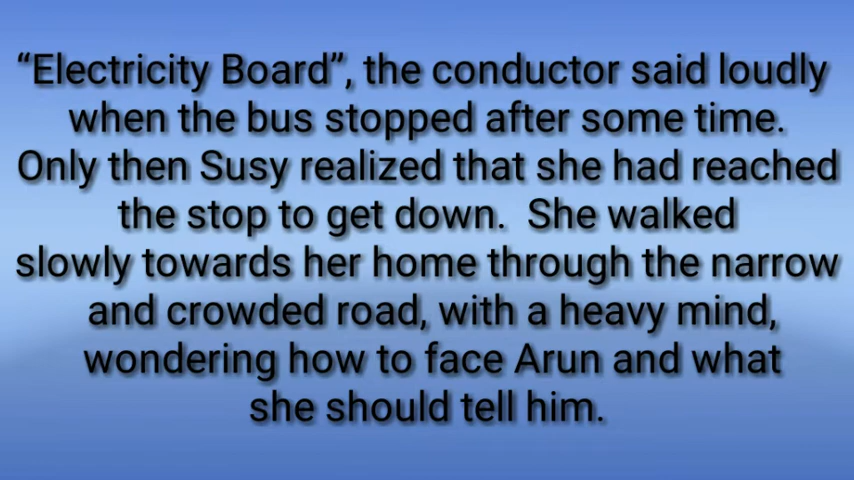 “Electricity Board”, the conductor said loudly
when the bus stopped after some time.
Only then Susy realized that she had reached
the stop to get down.  She walked
slowly towards her home through the narrow
and crowded road, with a heavy mind,
wondering how to face Arun and what
she should tell him.